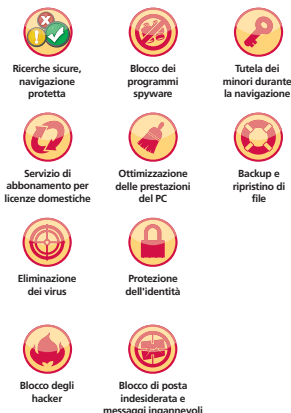 Ricerche sicure,
navigazione
protetta
Blocco dei
programmi
spyware
Tutela dei
minori durante
la navigazione
Servizio di
abbonamento per
licenze domestiche
Ottimizzazione
delle prestazioni
del PC
Backup e
ripristino di
file
Eliminazione
dei virus
Protezione
dell'identità
Blocco degli
hacker
Blocco di posta
indesiderata e
messaggi ingannevoli